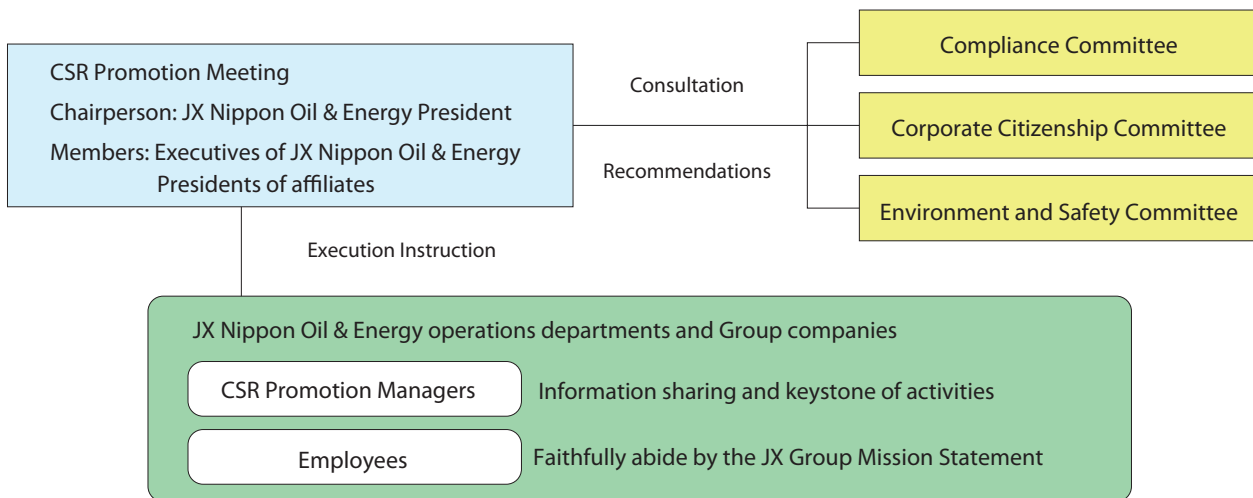 CSR Promotion Meeting
Chairperson: JX Nippon Oil & Energy President
Members: Executives of JX Nippon Oil & Energy
Presidents of affiliates
Consultation
Recommendations
Compliance Committee
Corporate Citizenship Committee
Environment and Safety Committee
Execution Instruction
JX Nippon Oil & Energy operations departments and Group companies
CSR Promotion Managers
Information sharing and keystone of activities
Employees
Faithfully abide by the JX Group Mission Statement